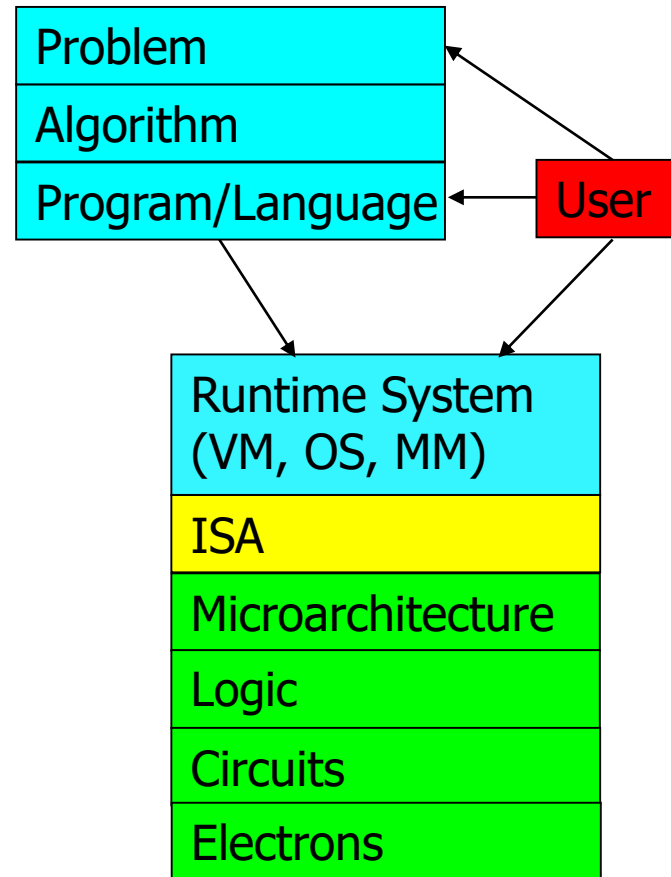 Problem
Algorithm
Program/Language
User
Runtime System
(VM, OS, MM)
ISA
Microarchitecture
Logic
Circuits
Electrons